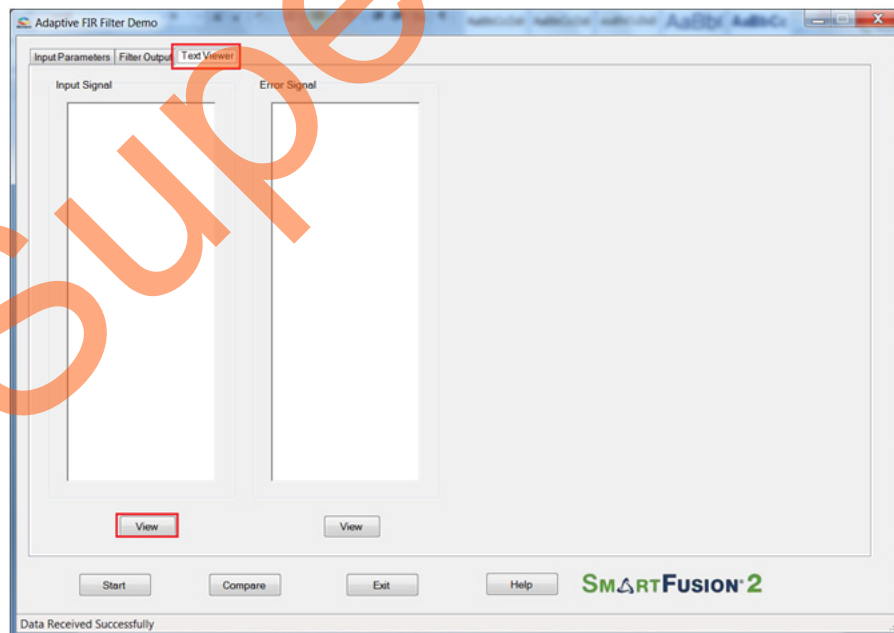 Adaptive FIR Filter Demo
Input Parameters Filter Output Text Viewer
Input Signal Error Signal
View View
Start Compare Exit Help SMARTFUSION 2
Data Received Successfully
Supe